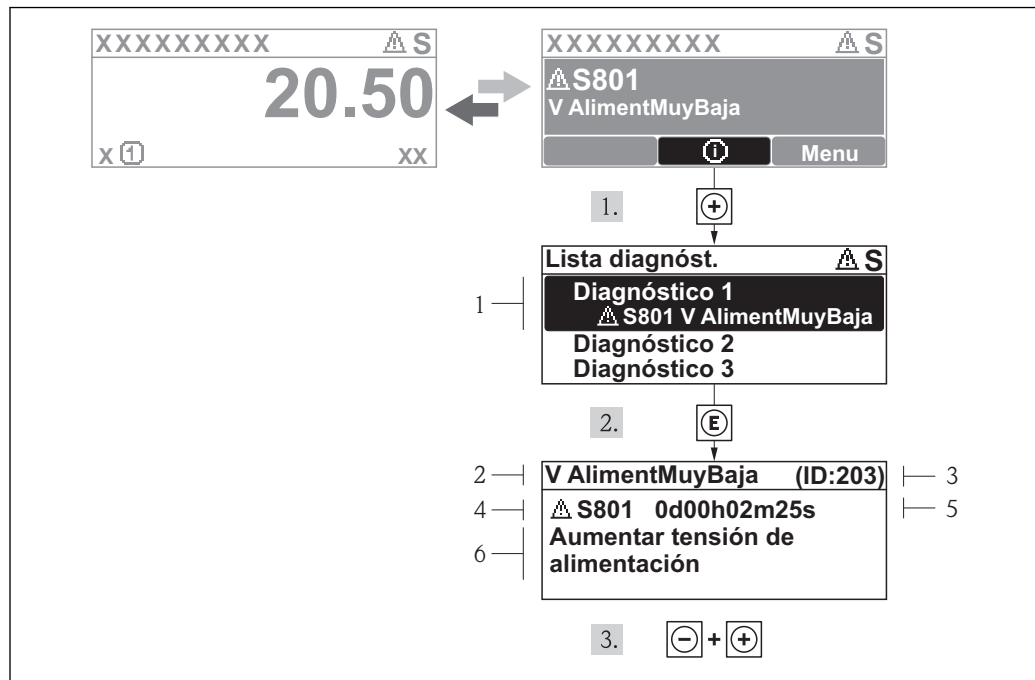 XXXXXXXXX ⚠ S
20.50
X 1 XX
XXXXXXXXX ⚠ S
⚠ S801
V AlimentMuyBaja
i Menu
1. +
Lista diagnóst. ⚠ S
1
Diagnóstico 1
⚠ S801 V AlimentMuyBaja
Diagnóstico 2
Diagnóstico 3
2. E
2 V AlimentMuyBaja (ID:203) 3
4 ⚠ S801 0d00h02m25s 5
6
Aumentar tensión de
alimentación
3. - + +